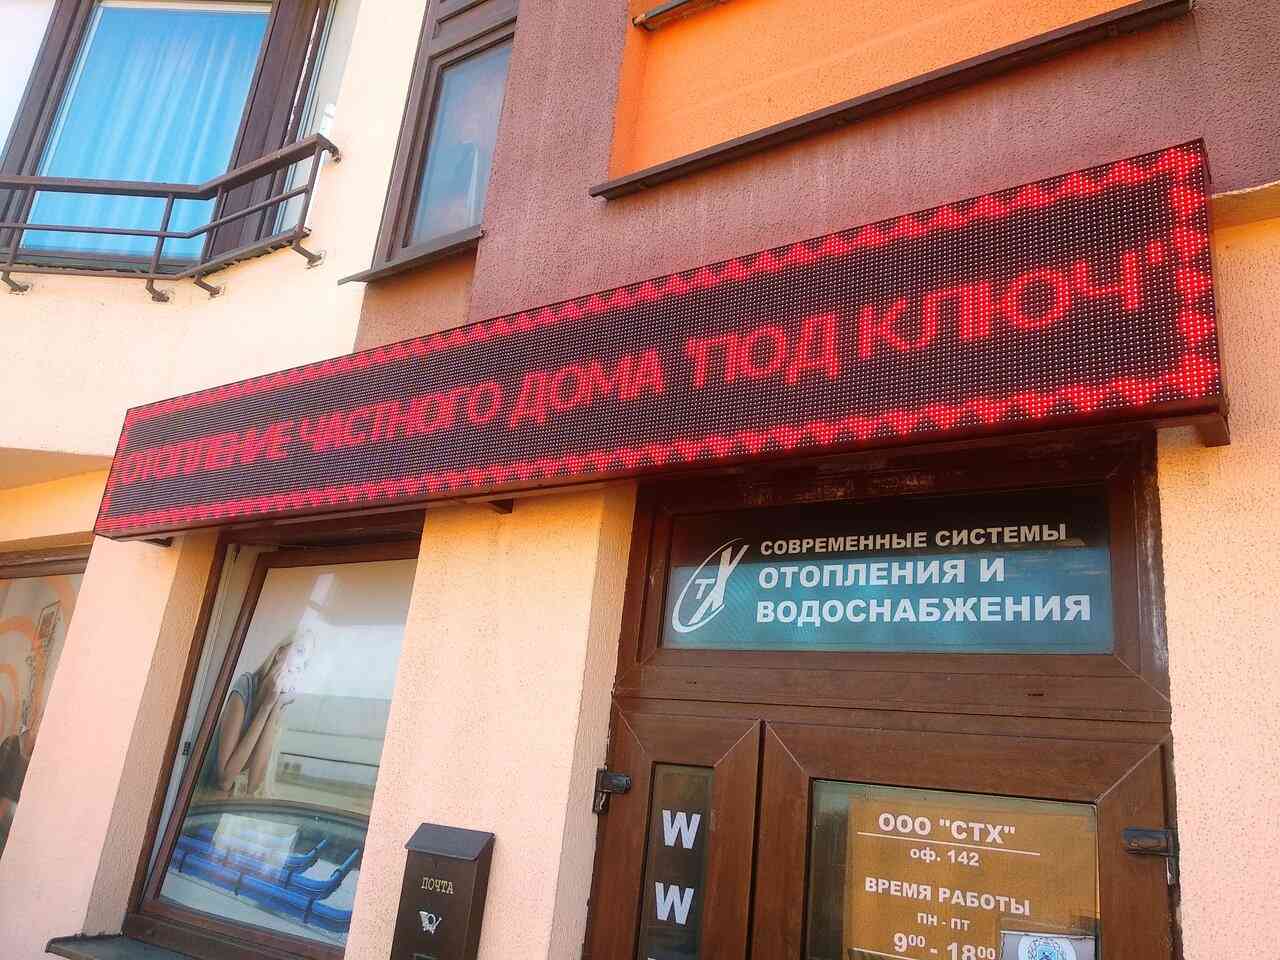 ОТОПЛЕНИЕ ЧАСТНОГО ДОМА "ПОД КЛЮЧ"
СТХ
СОВРЕМЕННЫЕ СИСТЕМЫ
ОТОПЛЕНИЯ И
ВОДОСНАБЖЕНИЯ
W
W
ООО "СТХ"
оф. 142
ВРЕМЯ РАБОТЫ
ПН - ПТ
9⁰⁰ - 18⁰⁰
ПОЧТА